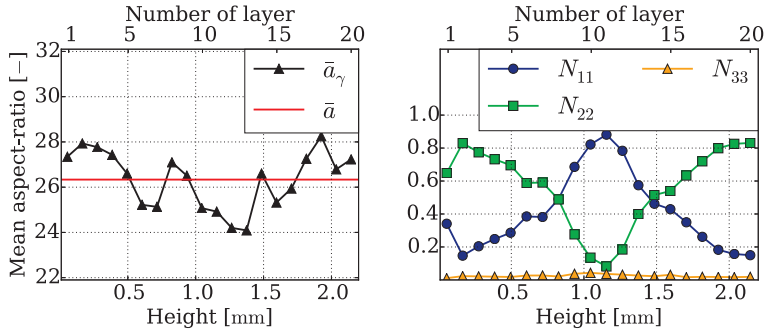 Number of layer
1 5 10 15 20
32
30
28
26
24
22
Mean aspect-ratio [−]
ā_γ
ā
0.5 1.0 1.5 2.0
Height [mm]
Number of layer
1 5 10 15 20
N_11 N_33
N_22
1.0
0.8
0.6
0.4
0.2
0.5 1.0 1.5 2.0
Height [mm]